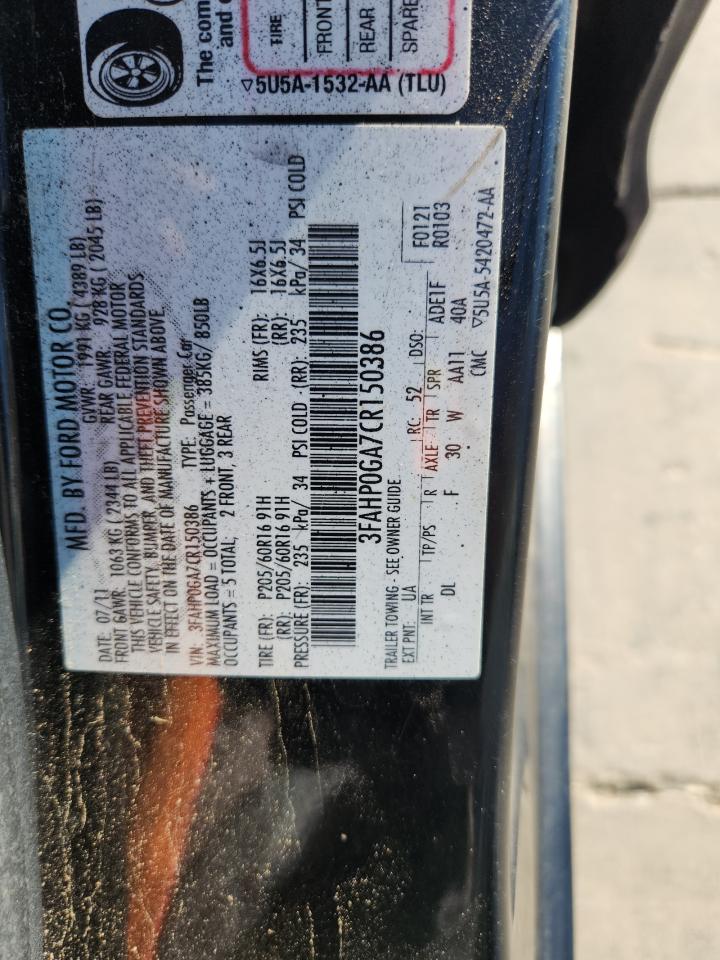 The com
and c
TIRE
FRONT
REAR
SPARE
▽5U5A-1532-AA (TLU)
MFD. BY FORD MOTOR CO.
DATE: 07/11 GVWR: 1991 KG ( 4389 LB)
FRONT GAWR: 1063 KG ( 2344 LB) REAR GAWR: 928 KG ( 2045 LB)
THIS VEHICLE CONFORMS TO ALL APPLICABLE FEDERAL MOTOR
VEHICLE SAFETY, BUMPER, AND THEFT PREVENTION STANDARDS
IN EFFECT ON THE DATE OF MANUFACTURE SHOWN ABOVE.
VIN: 3FAHP0GA7CR150386 TYPE: Passenger Car
MAXIMUM LOAD = OCCUPANTS + LUGGAGE = 385KG/ 850LB
OCCUPANTS = 5 TOTAL; 2 FRONT, 3 REAR
TIRE (FR): P205/60R16 91H RIMS (FR): 16X6.5J
(RR): P205/60R16 91H (RR): 16X6.5J
PRESSURE (FR): 235 kPa/ 34 PSI COLD - (RR): 235 kPa/ 34 PSI COLD
3FAHP0GA7CR150386
TRAILER TOWING - SEE OWNER GUIDE. F0121
EXT PNT: UA RC: 52 DSO: R0103
INT TR TP/PS R AXLE TR SPR ADE1F
DL F 30 W AA11 40A
CMC ▽5U5A-5420472-AA